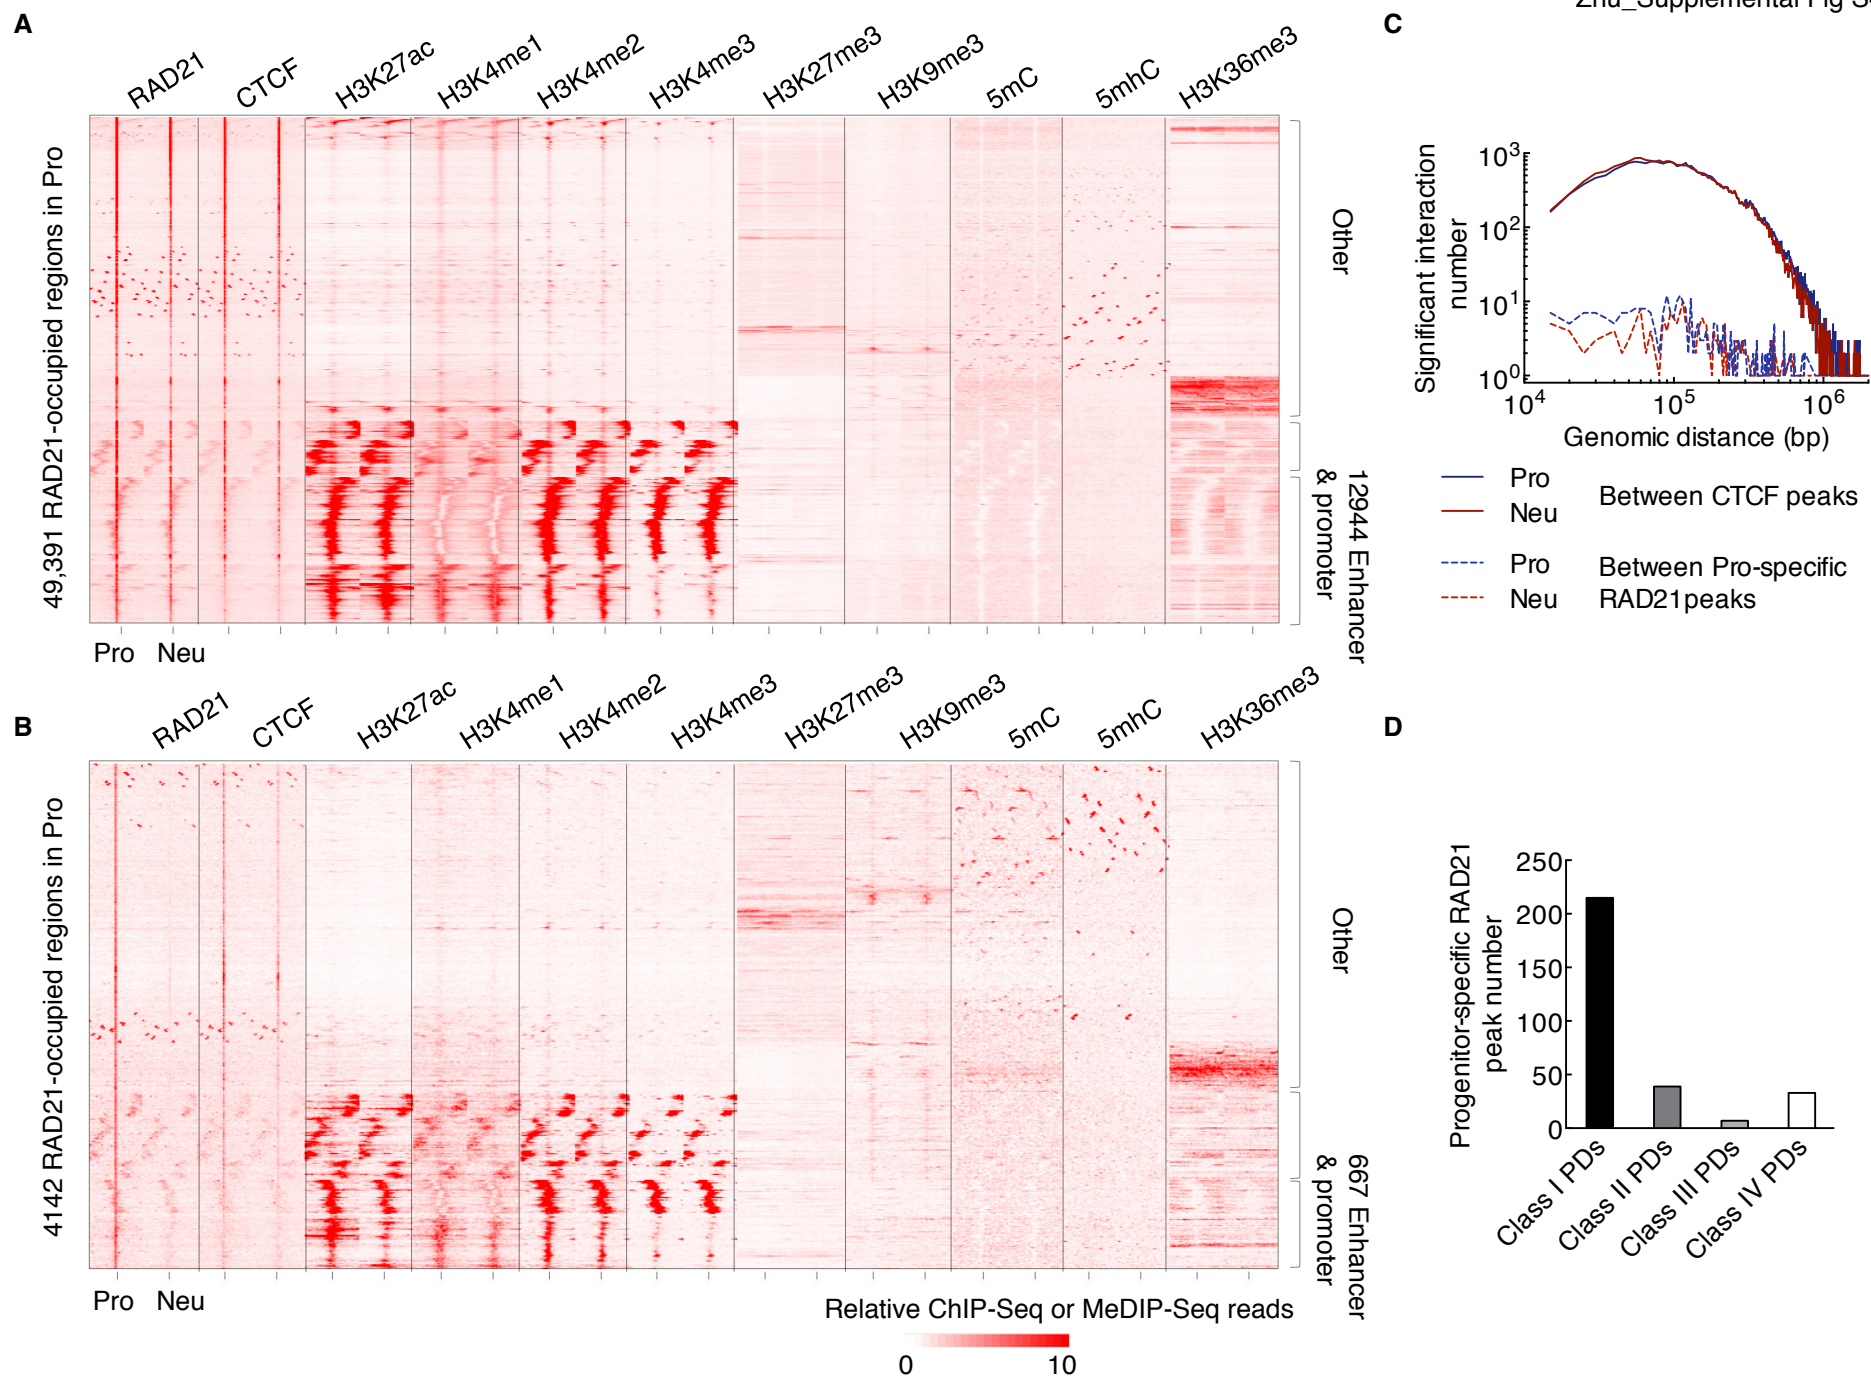 A
RAD21
CTCF
H3K27ac
H3K4me1
H3K4me2
H3K4me3
H3K27me3
H3K9me3
5mC
5mhC
H3K36me3
49,391 RAD21-occupied regions in Pro
Other
12944 Enhancer
& promoter
Pro Neu
B
RAD21
CTCF
H3K27ac
H3K4me1
H3K4me2
H3K4me3
H3K27me3
H3K9me3
5mC
5mhC
H3K36me3
4142 RAD21-occupied regions in Pro
Other
667 Enhancer
& promoter
Pro Neu
Relative ChIP-Seq or MeDIP-Seq reads
0 10
C
Significant interaction
number
10³
10²
10¹
10⁰
10⁴ 10⁵ 10⁶
Genomic distance (bp)
Pro
Neu
Between CTCF peaks
Pro
Neu
Between Pro-specific
RAD21peaks
D
Progenitor-specific RAD21
peak number
250
200
150
100
50
0
Class I PDs
Class II PDs
Class III PDs
Class IV PDs